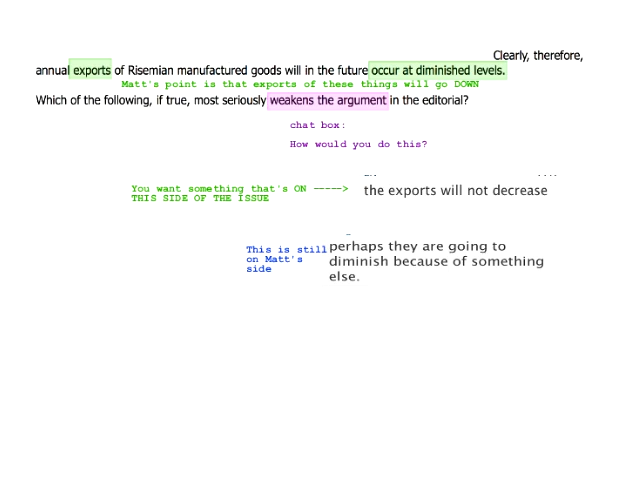 Clearly, therefore,
annual exports of Risemian manufactured goods will in the future occur at diminished levels.
Matt's point is that exports of these things will go DOWN
Which of the following, if true, most seriously weakens the argument in the editorial?
chat box:
How would you do this?
You want something that's ON ----->
THIS SIDE OF THE ISSUE
the exports will not decrease
This is still
on Matt's
side
perhaps they are going to
diminish because of something
else.